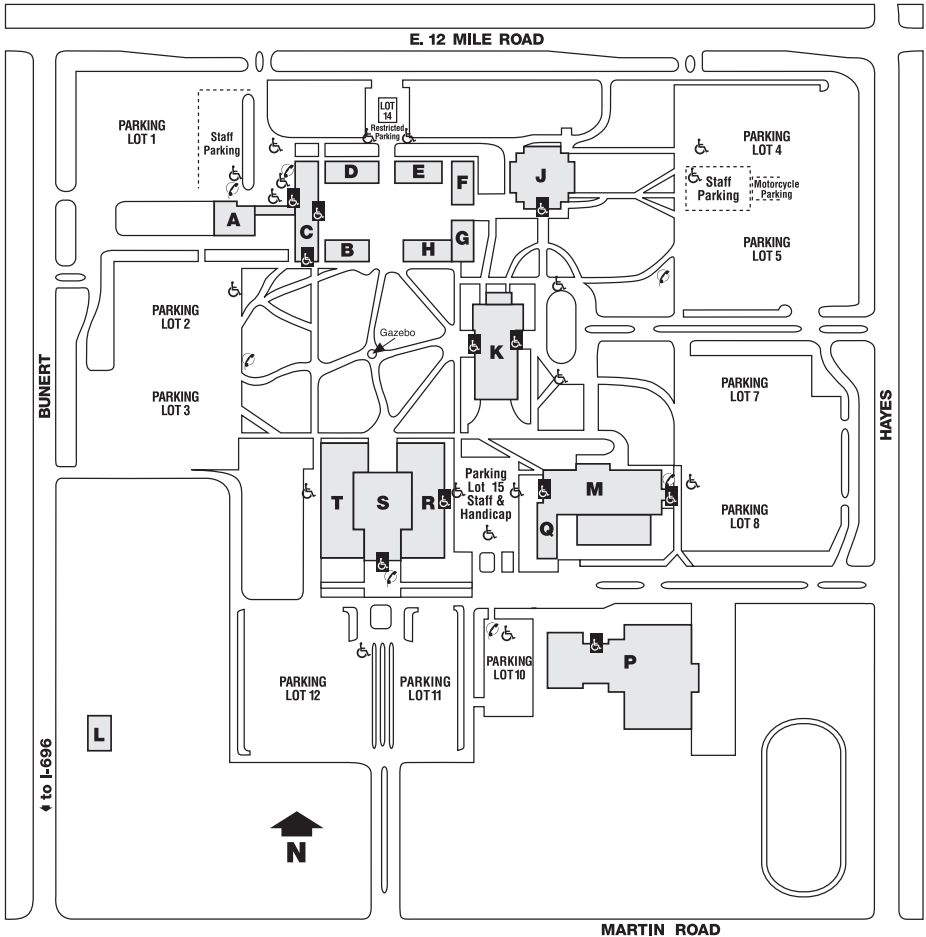 E. 12 MILE ROAD
LOT
14
Restricted
Parking
PARKING
LOT 1
Staff
Parking
PARKING
LOT 4
D
E
F
J
Staff
Parking
Motorcycle
Parking
A
C
B
H
G
PARKING
LOT 5
PARKING
LOT 2
Gazebo
K
BUNERT
PARKING
LOT 3
PARKING
LOT 7
HAYES
T
S
R
Parking
Lot 15
Staff &
Handicap
M
Q
PARKING
LOT 8
PARKING
LOT 12
PARKING
LOT 11
PARKING
LOT 10
P
L
to I-696
N
MARTIN ROAD